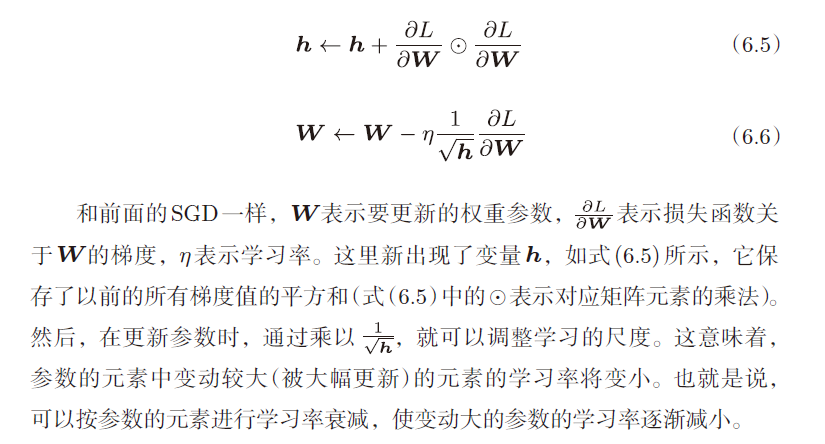 h ← h + ∂L/∂W ⊙ ∂L/∂W (6.5)
W ← W − η 1/√h ∂L/∂W (6.6)
和前面的SGD一样，W表示要更新的权重参数，∂L/∂W表示损失函数关
于W的梯度，η表示学习率。这里新出现了变量h，如式(6.5)所示，它保
存了以前的所有梯度值的平方和(式(6.5)中的⊙表示对应矩阵元素的乘法)。
然后，在更新参数时，通过乘以 1/√h，就可以调整学习的尺度。这意味着，
参数的元素中变动较大(被大幅更新)的元素的学习率将变小。也就是说，
可以按参数的元素进行学习率衰减，使变动大的参数的学习率逐渐减小。